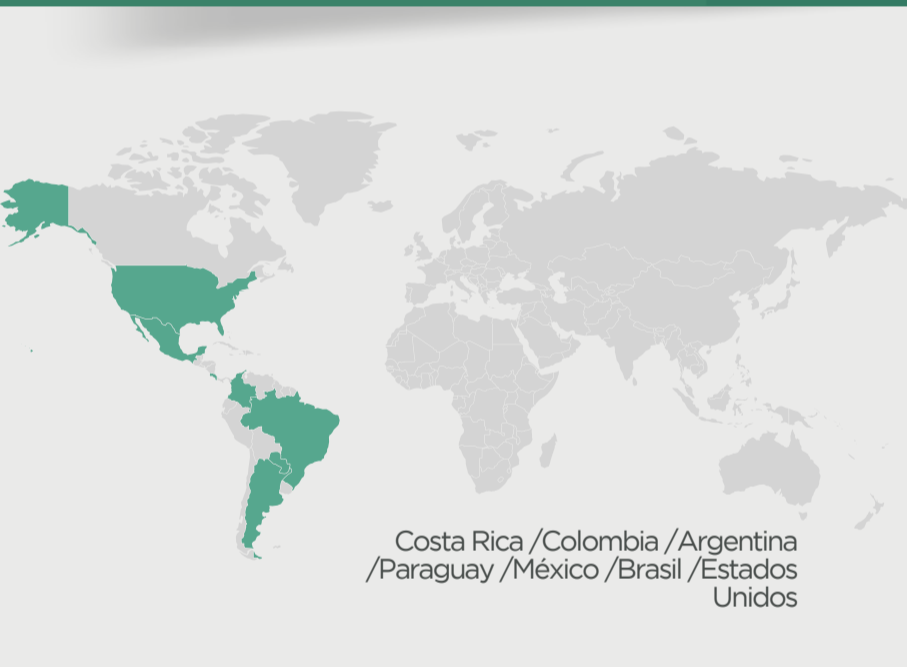 Costa Rica /Colombia /Argentina
/Paraguay /México /Brasil /Estados
Unidos